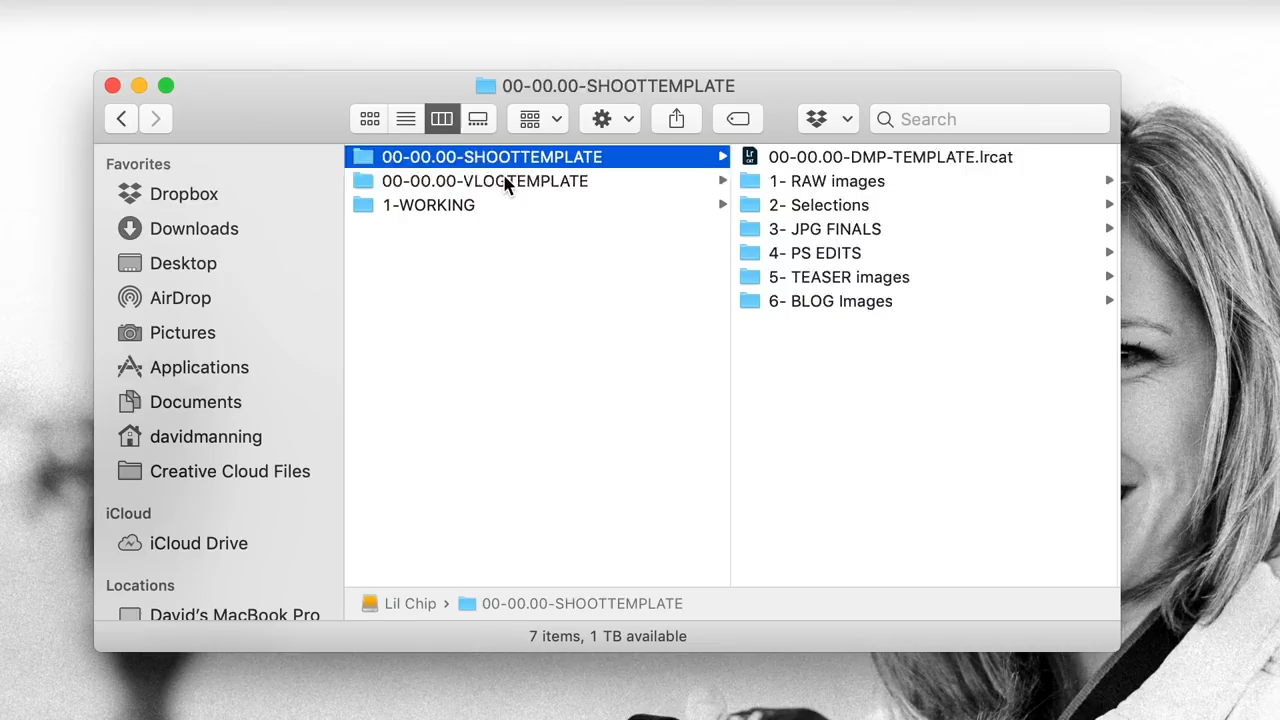 00-00.00-SHOOTTEMPLATE
Search
Favorites
Dropbox
Downloads
Desktop
AirDrop
Pictures
Applications
Documents
davidmanning
Creative Cloud Files
iCloud
iCloud Drive
Locations
David's MacBook Pro
00-00.00-SHOOTTEMPLATE
00-00.00-VLOGTEMPLATE
1-WORKING
Lr
CAT
00-00.00-DMP-TEMPLATE.lrcat
1- RAW images
2- Selections
3- JPG FINALS
4- PS EDITS
5- TEASER images
6- BLOG Images
Lil Chip › 00-00.00-SHOOTTEMPLATE
7 items, 1 TB available